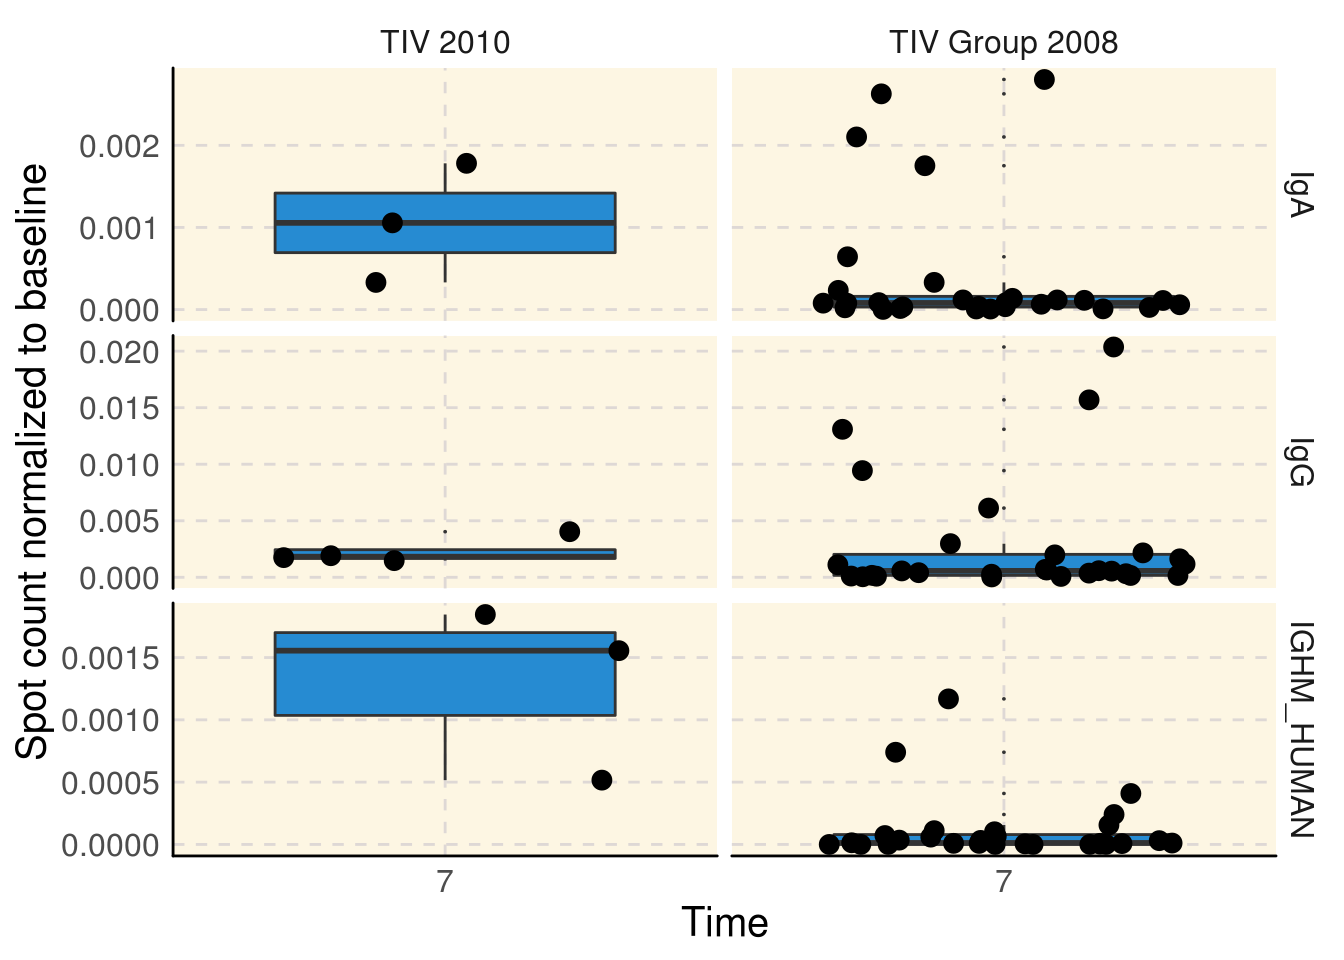 TIV 2010
TIV Group 2008
0.002
0.001
0.000
IgA
0.020
0.015
0.010
0.005
0.000
IgG
0.0015
0.0010
0.0005
0.0000
IGHM_HUMAN
Spot count normalized to baseline
7
7
Time